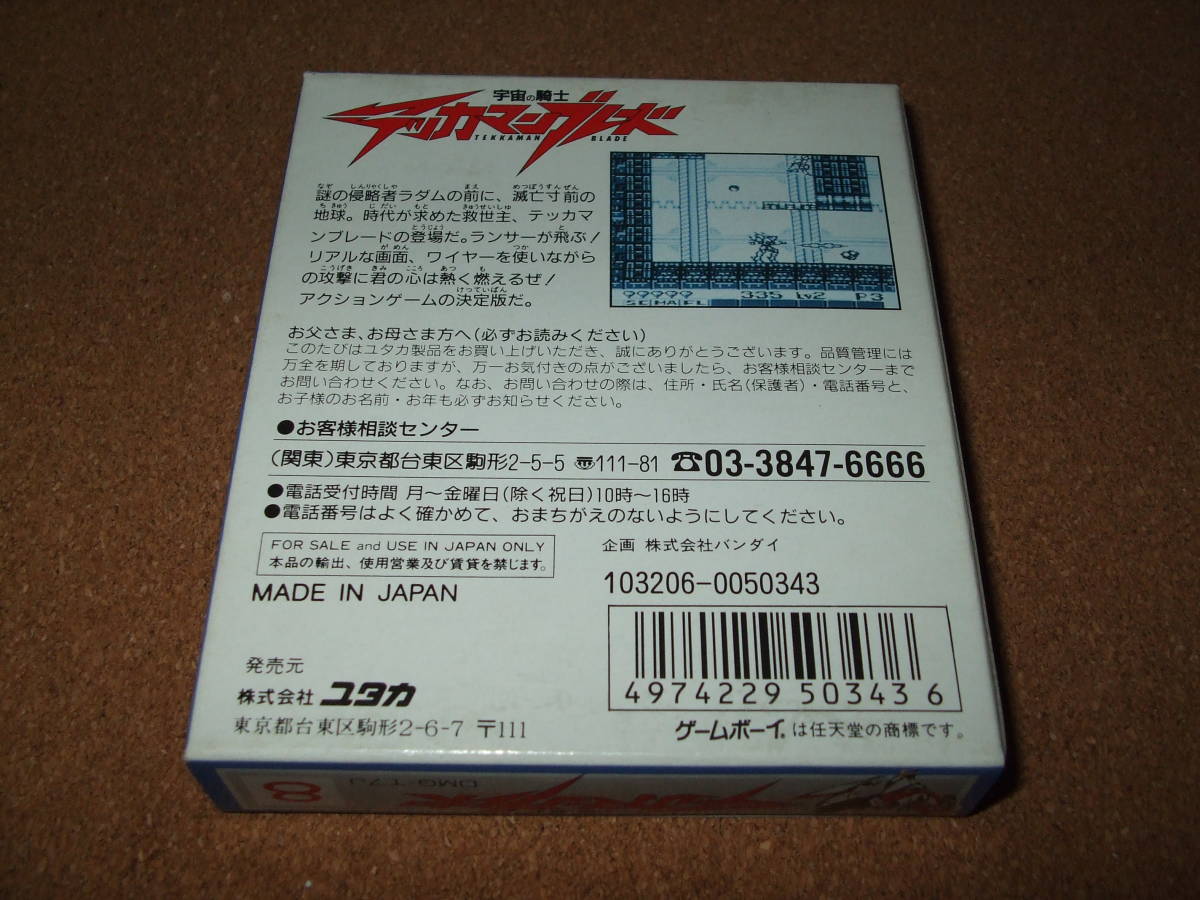 宇宙の騎士
テッカマンブレード
TEKKAMAN BLADE
謎の侵略者ラダムの前に、滅亡寸前の
地球。時代が求めた救世主、テッカマ
ンブレードの登場だ。ランサーが飛ぶ!
リアルな画面、ワイヤーを使いながら
の攻撃に君の心は熱く燃えるぜ!
アクションゲームの決定版だ。
99999 335 Lv2 P3
お父さま、お母さま方へ(必ずお読みください)
このたびはユタカ製品をお買い上げいただき、誠にありがとうございます。品質管理には
万全を期しておりますが、万一お気付きの点がございましたら、お客様相談センターまで
お問い合わせください。なお、お問い合わせの際は、住所・氏名(保護者)・電話番号と、
お子様のお名前・お年も必ずお知らせください。
●お客様相談センター
(関東)東京都台東区駒形2-5-5 〠111-81 ☎03-3847-6666
●電話受付時間 月〜金曜日(除く祝日)10時〜16時
●電話番号はよく確かめて、おまちがえのないようにしてください。
FOR SALE and USE IN JAPAN ONLY
本品の輸出、使用営業及び賃貸を禁じます。
企画 株式会社バンダイ
MADE IN JAPAN
103206-0050343
4974229503436
発売元
株式会社 ユタカ
東京都台東区駒形2-6-7 〒111
ゲームボーイ®は任天堂の商標です。
DMG-T7J